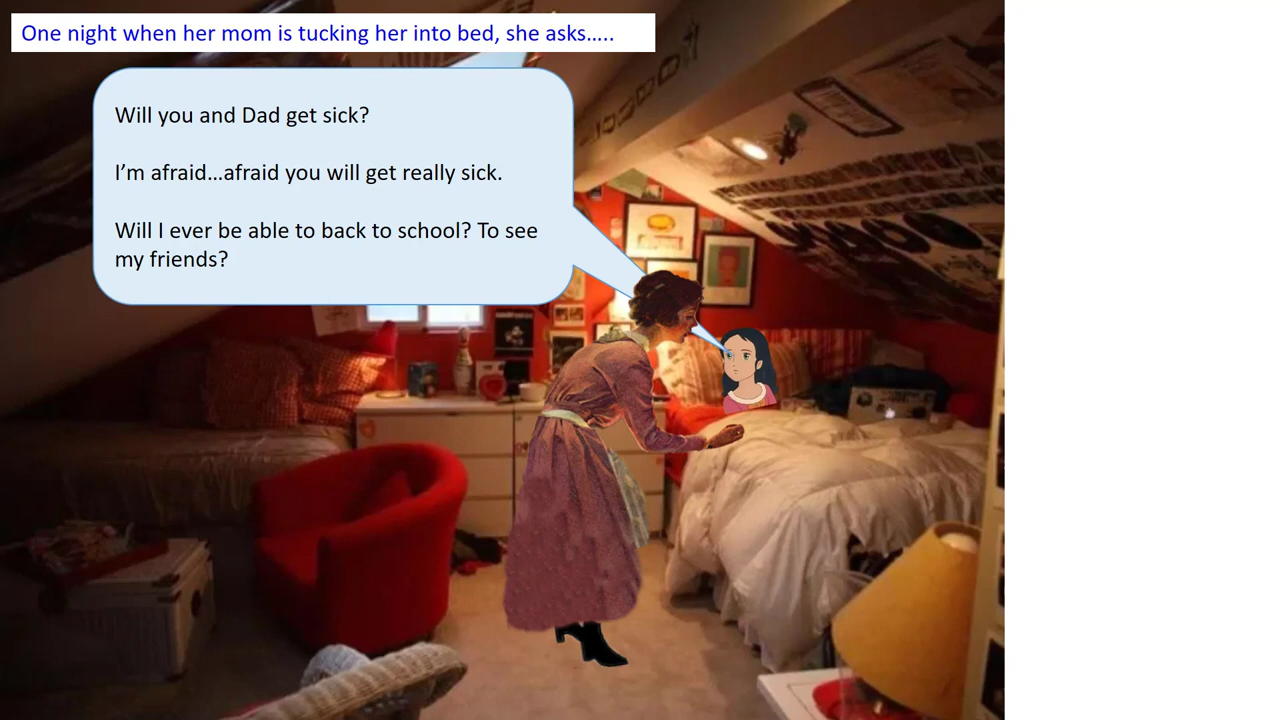 One night when her mom is tucking her into bed, she asks.....
Will you and Dad get sick?
I’m afraid...afraid you will get really sick.
Will I ever be able to back to school? To see
my friends?